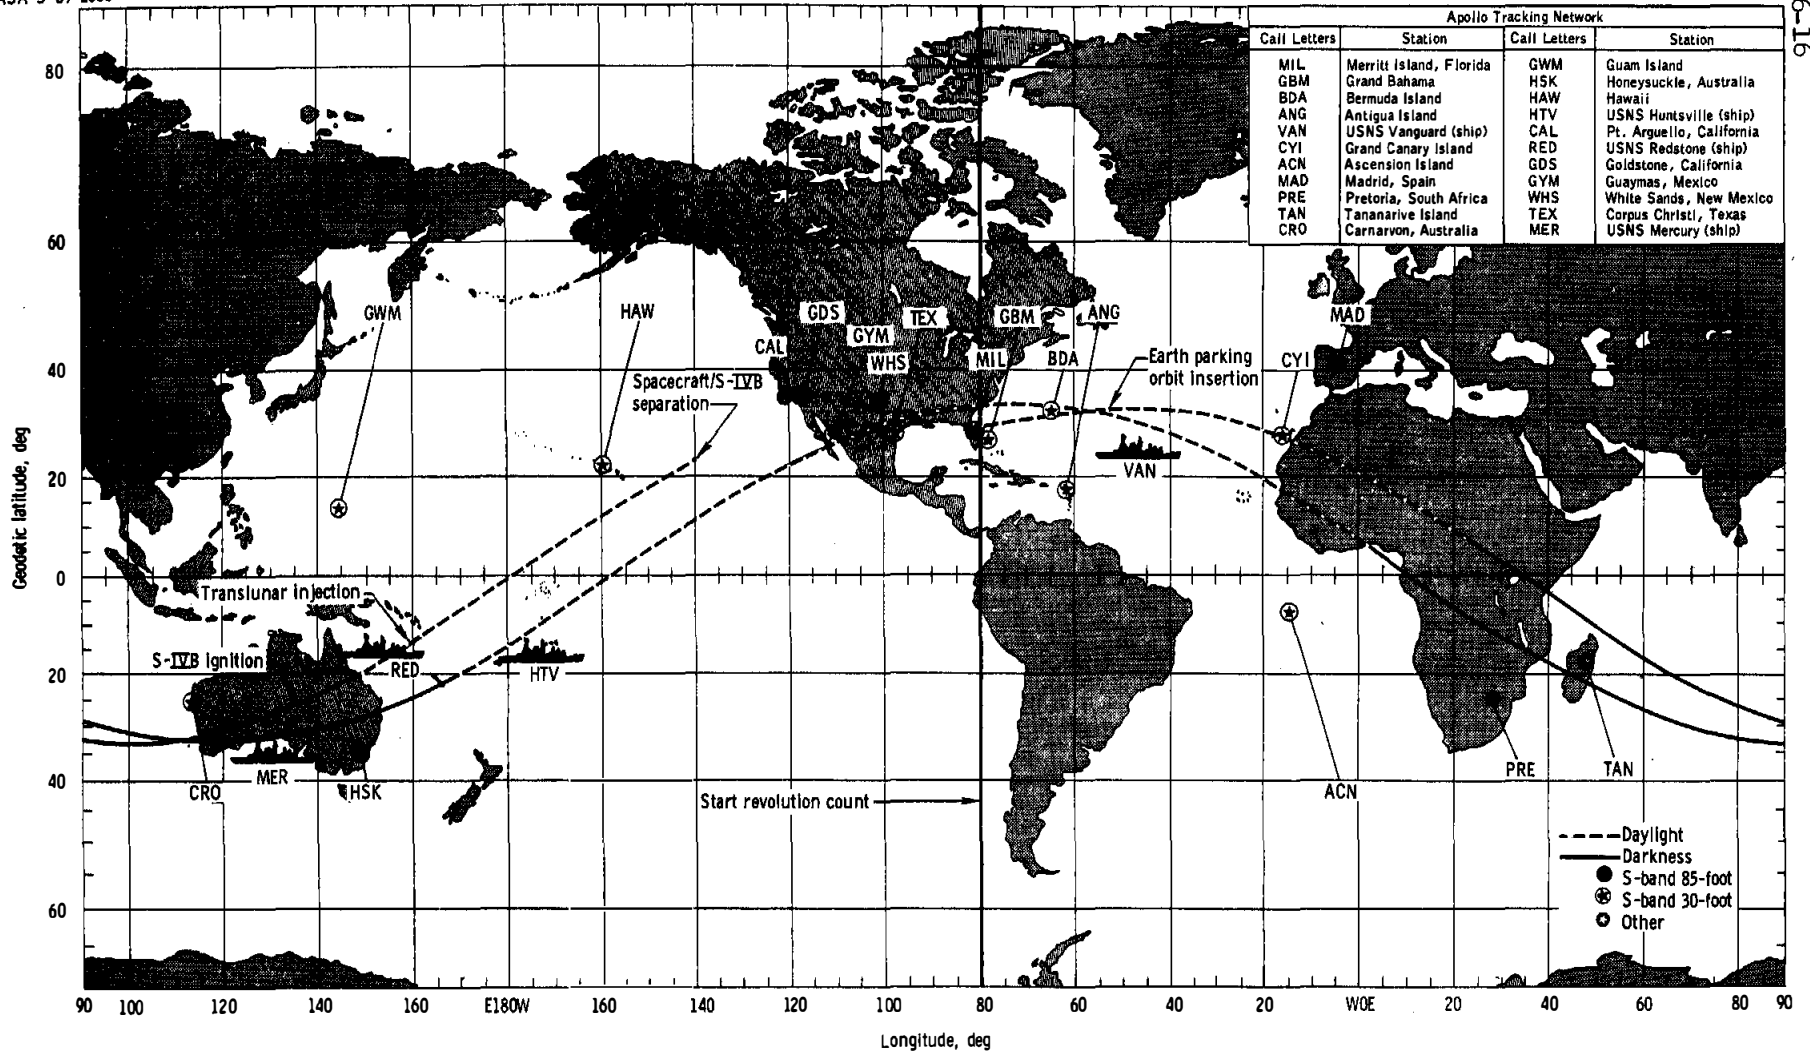 6-16
Apollo Tracking Network
Call Letters Station Call Letters Station
MIL Merritt Island, Florida GWM Guam Island
GBM Grand Bahama HSK Honeysuckle, Australia
BDA Bermuda Island HAW Hawaii
ANG Antigua Island HTV USNS Huntsville (ship)
VAN USNS Vanguard (ship) CAL Pt. Arguello, California
CYI Grand Canary Island RED USNS Redstone (ship)
ACN Ascension Island GDS Goldstone, California
MAD Madrid, Spain GYM Guaymas, Mexico
PRE Pretoria, South Africa WHS White Sands, New Mexico
TAN Tananarive Island TEX Corpus Christi, Texas
CRO Carnarvon, Australia MER USNS Mercury (ship)
80
60
40
20
0
20
40
60
Geodetic latitude, deg
GWM
HAW
GDS
TEX
GBM
ANG
MAD
GYM
CAL
WHS
MIL
BDA
CYI
Earth parking
orbit insertion
Spacecraft/S-IVB
separation
VAN
Translunar injection
S-IVB ignition
RED
HTV
MER
CRO
HSK
PRE
TAN
ACN
Start revolution count
Daylight
Darkness
S-band 85-foot
S-band 30-foot
Other
90 100 120 140 160 E180W 160 140 120 100 80 60 40 20 W0E 20 40 60 80 90
Longitude, deg